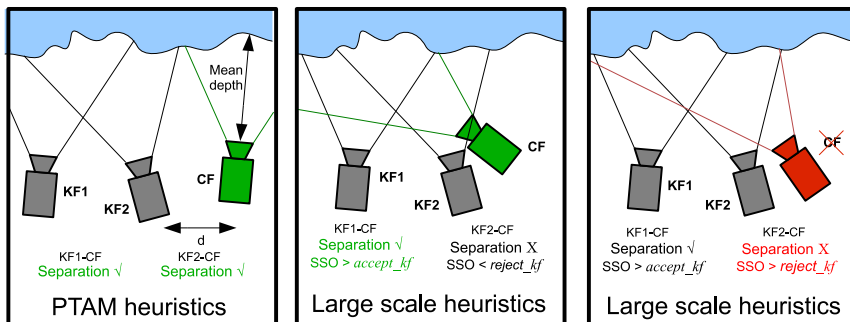 Mean
depth
KF1
KF2
CF
d
KF1-CF
Separation √
KF2-CF
Separation √
PTAM heuristics
KF1
KF2
CF
KF1-CF
Separation √
SSO > accept_kf
KF2-CF
Separation X
SSO < reject_kf
Large scale heuristics
KF1
KF2
CF
KF1-CF
Separation √
SSO > accept_kf
KF2-CF
Separation X
SSO > reject_kf
Large scale heuristics